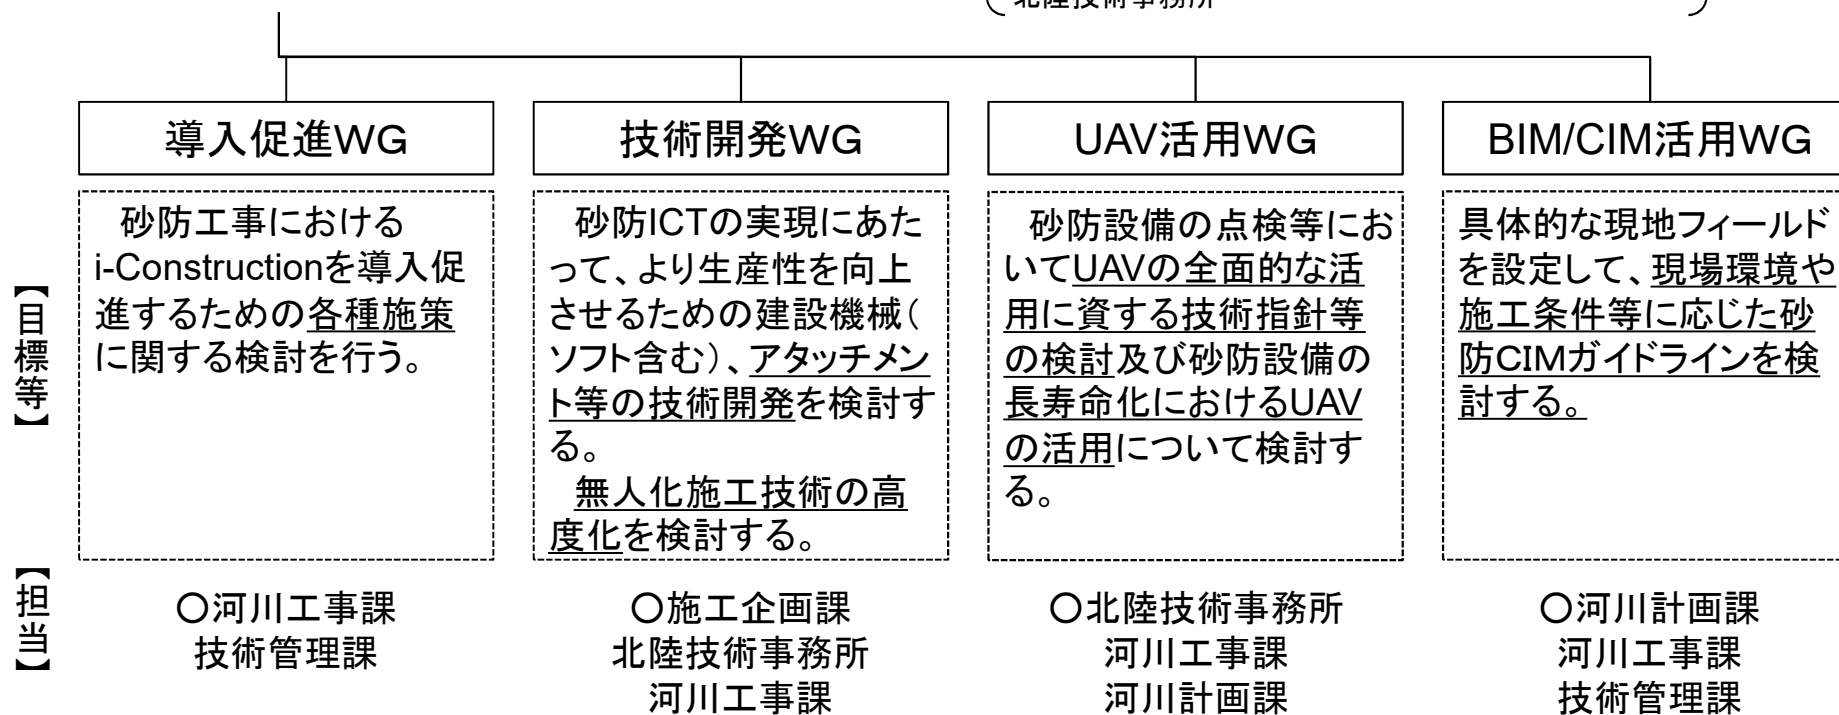 北陸技術事務所
導入促進WG
技術開発WG
UAV活用WG
BIM/CIM活用WG
【目標等】
砂防工事における
i-Constructionを導入促
進するための各種施策
に関する検討を行う。
砂防ICTの実現にあた
って、より生産性を向上
させるための建設機械(
ソフト含む)、アタッチメン
ト等の技術開発を検討す
る。
無人化施工技術の高
度化を検討する。
砂防設備の点検等にお
いてUAVの全面的な活
用に資する技術指針等
の検討及び砂防設備の
長寿命化におけるUAV
の活用について検討す
る。
具体的な現地フィールド
を設定して、現場環境や
施工条件等に応じた砂
防CIMガイドラインを検
討する。
【担当】
〇河川工事課
技術管理課
〇施工企画課
北陸技術事務所
河川工事課
〇北陸技術事務所
河川工事課
河川計画課
〇河川計画課
河川工事課
技術管理課